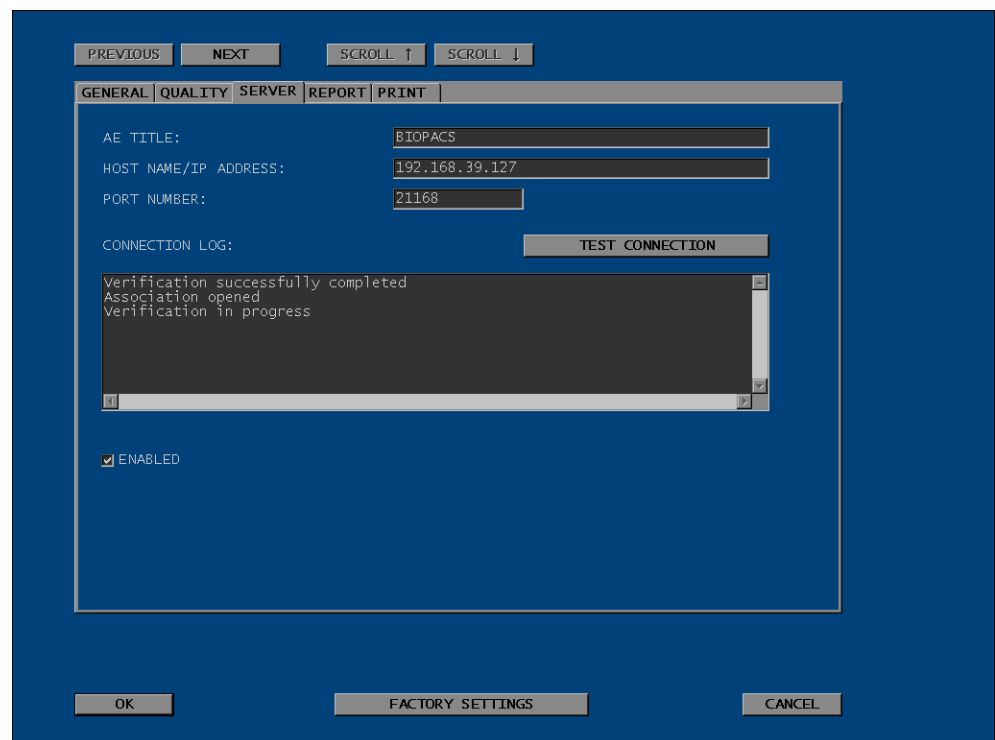 PREVIOUS NEXT SCROLL ↑ SCROLL ↓
GENERAL QUALITY SERVER REPORT PRINT
AE TITLE: BIOPACS
HOST NAME/IP ADDRESS: 192.168.39.127
PORT NUMBER: 21168
CONNECTION LOG: TEST CONNECTION
Verification successfully completed
Association opened
Verification in progress
ENABLED
OK FACTORY SETTINGS CANCEL